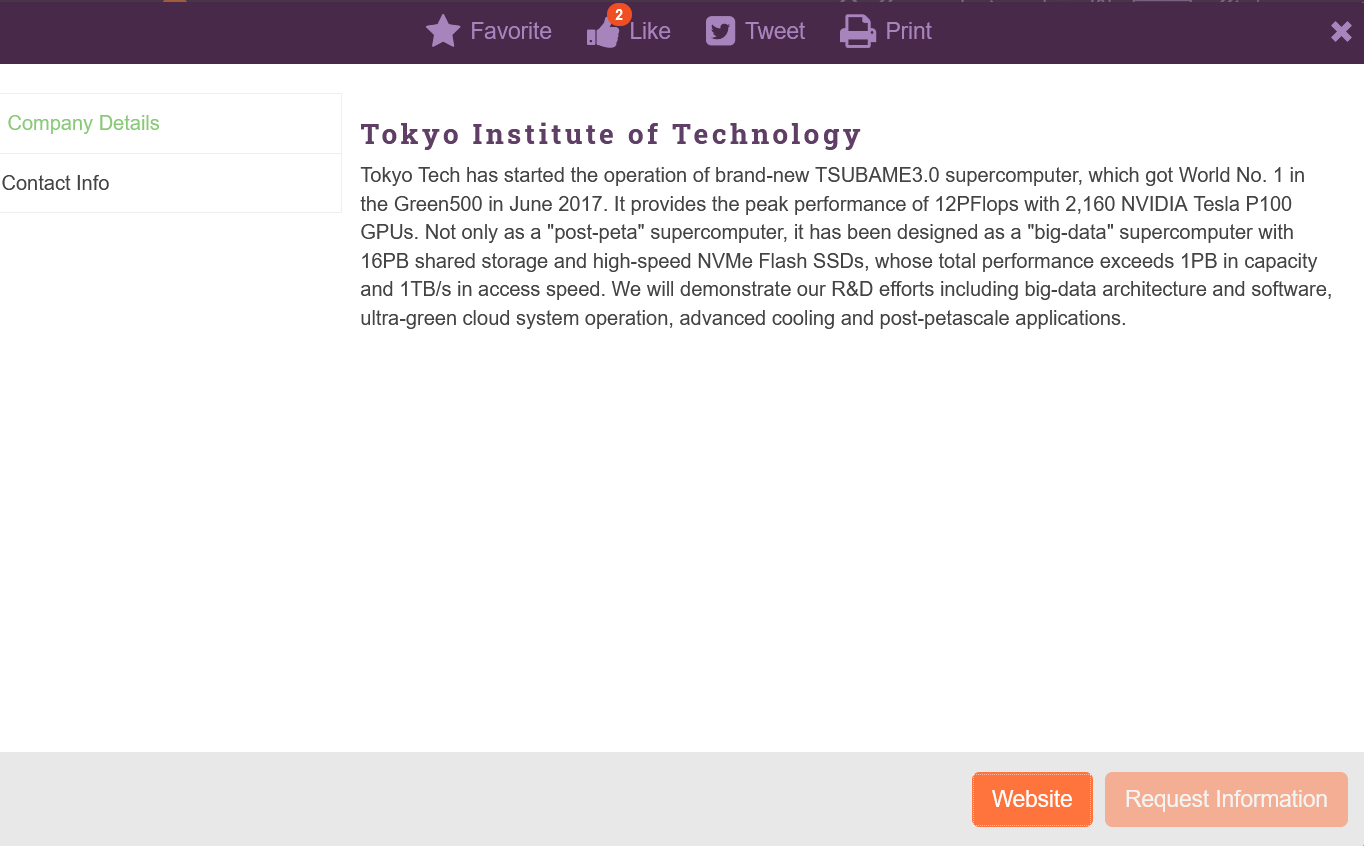 Favorite 2 Like Tweet Print
Company Details
Contact Info
Tokyo Institute of Technology
Tokyo Tech has started the operation of brand-new TSUBAME3.0 supercomputer, which got World No. 1 in
the Green500 in June 2017. It provides the peak performance of 12PFlops with 2,160 NVIDIA Tesla P100
GPUs. Not only as a "post-peta" supercomputer, it has been designed as a "big-data" supercomputer with
16PB shared storage and high-speed NVMe Flash SSDs, whose total performance exceeds 1PB in capacity
and 1TB/s in access speed. We will demonstrate our R&D efforts including big-data architecture and software,
ultra-green cloud system operation, advanced cooling and post-petascale applications.
Website Request Information